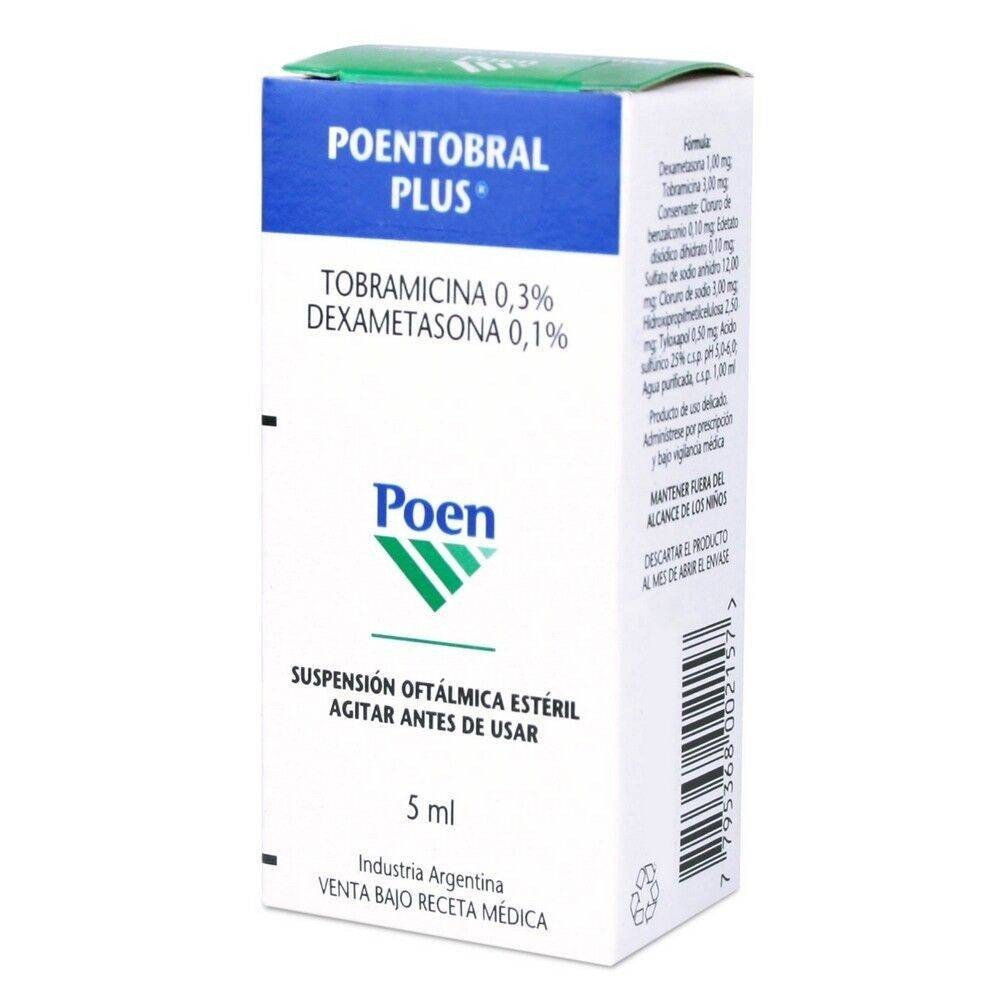 Poen
POENTOBRAL
PLUS®
TOBRAMICINA 0,3%
DEXAMETASONA 0,1%
Poen
SUSPENSIÓN OFTÁLMICA ESTÉRIL
AGITAR ANTES DE USAR
5 ml
Industria Argentina
VENTA BAJO RECETA MÉDICA
Fórmula:
Dexametasona 1,00 mg;
Tobramicina 3,00 mg;
Conservante: Cloruro de
benzalconio 0,10 mg; Edetato
disódico dihidrato 0,10 mg;
Sulfato de sodio anhidro 12,00
mg; Cloruro de sodio 3,00 mg;
Hidroxipropilmetilcelulosa 2,50
mg; Tyloxapol 0,50 mg; Acido
sulfúrico 25% c.s.p. pH 5,0-6,0;
Agua purificada, c.s.p. 1,00 ml
Producto de uso delicado.
Adminístrese por prescripción
y bajo vigilancia médica
MANTENER FUERA DEL
ALCANCE DE LOS NIÑOS
DESCARTAR EL PRODUCTO
AL MES DE ABRIR EL ENVASE
7 795368 002157 >